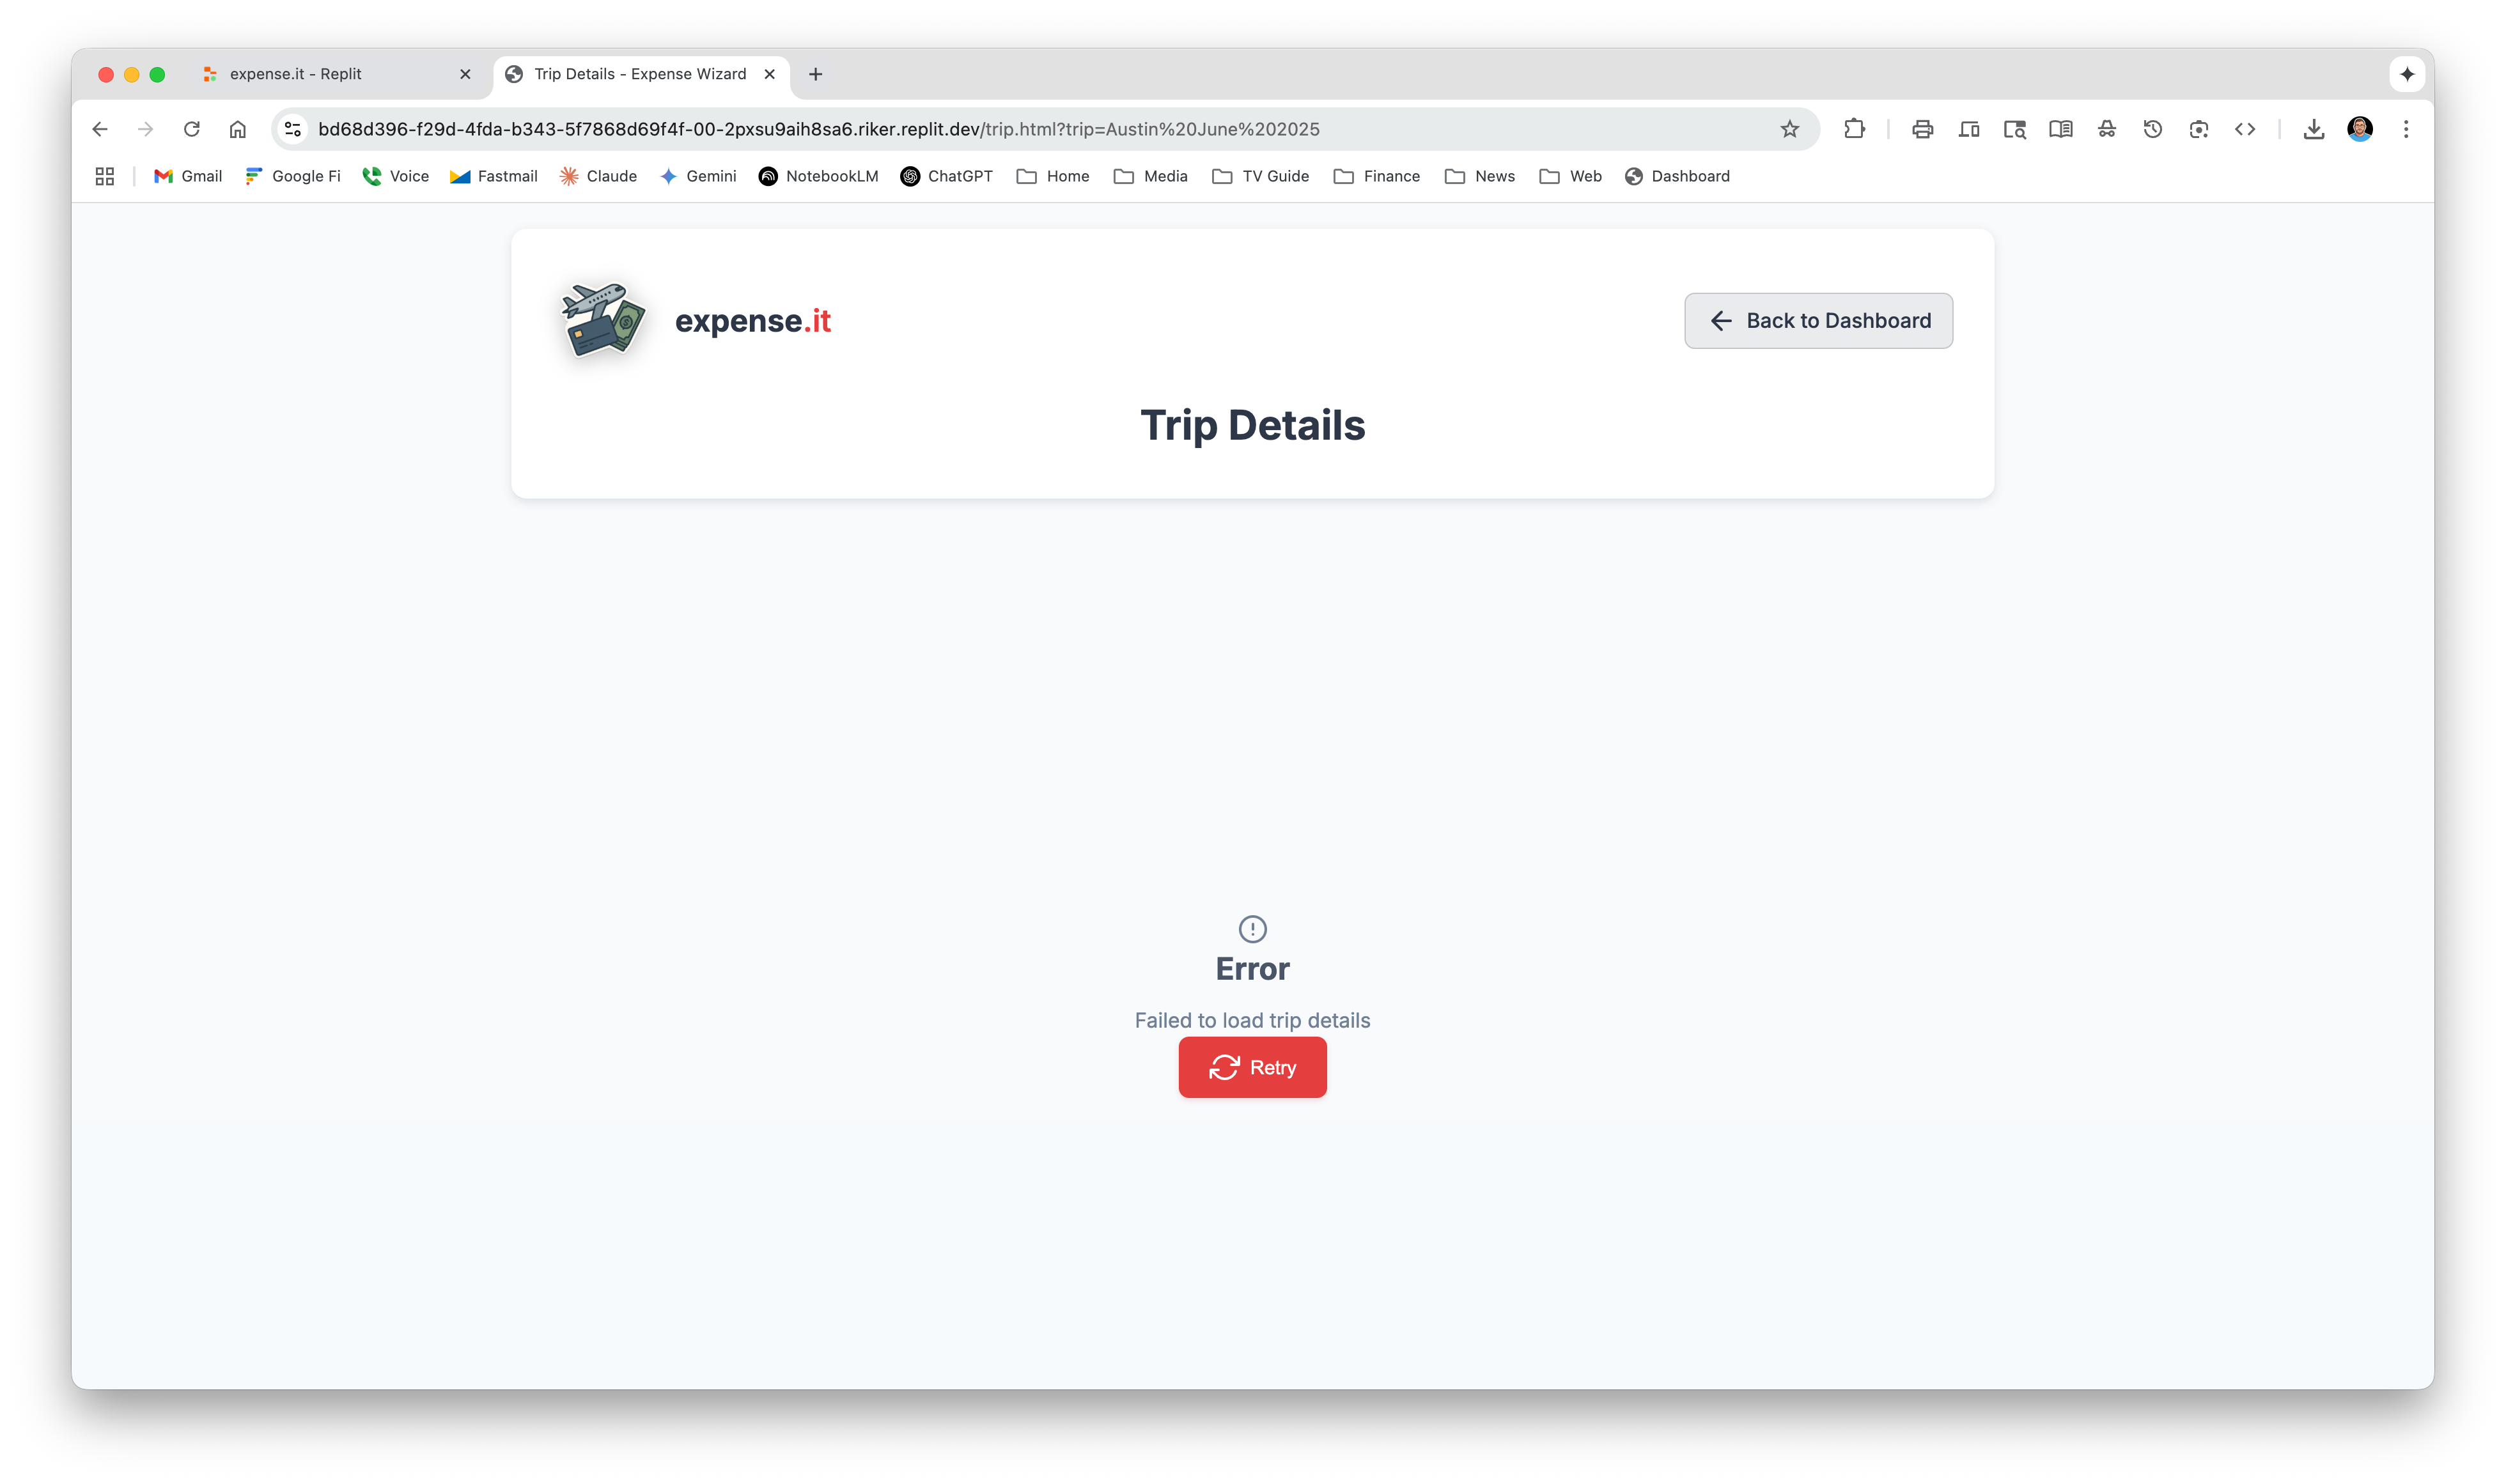 expense.it - Replit
Trip Details - Expense Wizard
bd68d396-f29d-4fda-b343-5f7868d69f4f-00-2pxsu9aih8sa6.riker.replit.dev/trip.html?trip=Austin%20June%202025
Gmail Google Fi Voice Fastmail Claude Gemini NotebookLM ChatGPT Home Media TV Guide Finance News Web Dashboard
expense.it
Back to Dashboard
Trip Details
Error
Failed to load trip details
Retry